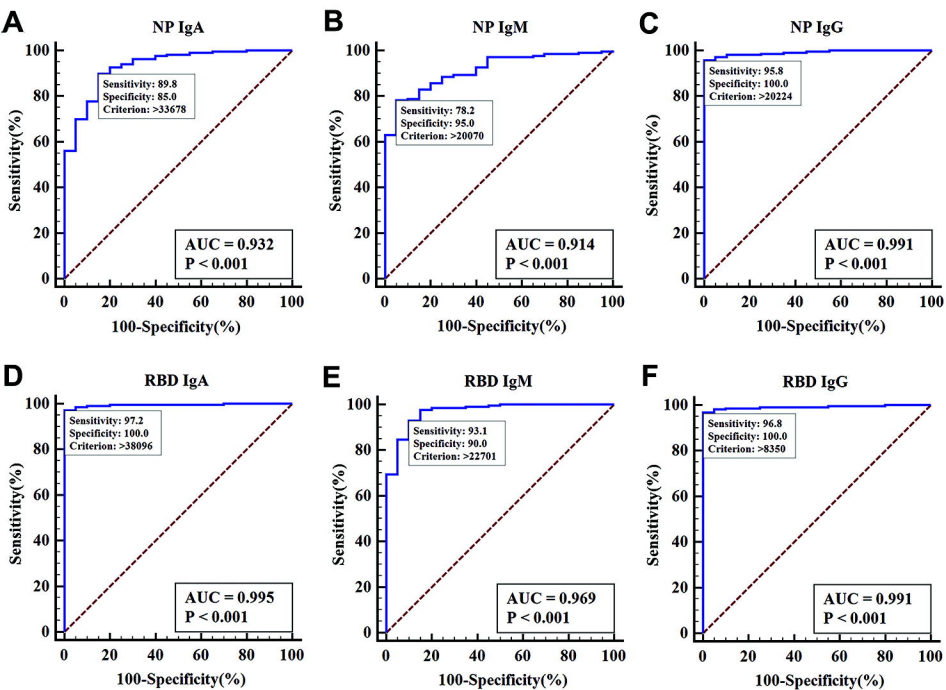 A
NP IgA
100
80
60
40
20
0
Sensitivity(%)
Sensitivity: 89.8
Specificity: 85.0
Criterion: >33678
AUC = 0.932
P < 0.001
0 20 40 60 80 100
100-Specificity(%)
B
NP IgM
100
80
60
40
20
0
Sensitivity(%)
Sensitivity: 78.2
Specificity: 95.0
Criterion: >20070
AUC = 0.914
P < 0.001
0 20 40 60 80 100
100-Specificity(%)
C
NP IgG
100
80
60
40
20
0
Sensitivity(%)
Sensitivity: 95.8
Specificity: 100.0
Criterion: >20224
AUC = 0.991
P < 0.001
0 20 40 60 80 100
100-Specificity(%)
D
RBD IgA
100
80
60
40
20
0
Sensitivity(%)
Sensitivity: 97.2
Specificity: 100.0
Criterion: >38096
AUC = 0.995
P < 0.001
0 20 40 60 80 100
100-Specificity(%)
E
RBD IgM
100
80
60
40
20
0
Sensitivity(%)
Sensitivity: 93.1
Specificity: 90.0
Criterion: >22701
AUC = 0.969
P < 0.001
0 20 40 60 80 100
100-Specificity(%)
F
RBD IgG
100
80
60
40
20
0
Sensitivity(%)
Sensitivity: 96.8
Specificity: 100.0
Criterion: >8350
AUC = 0.991
P < 0.001
0 20 40 60 80 100
100-Specificity(%)